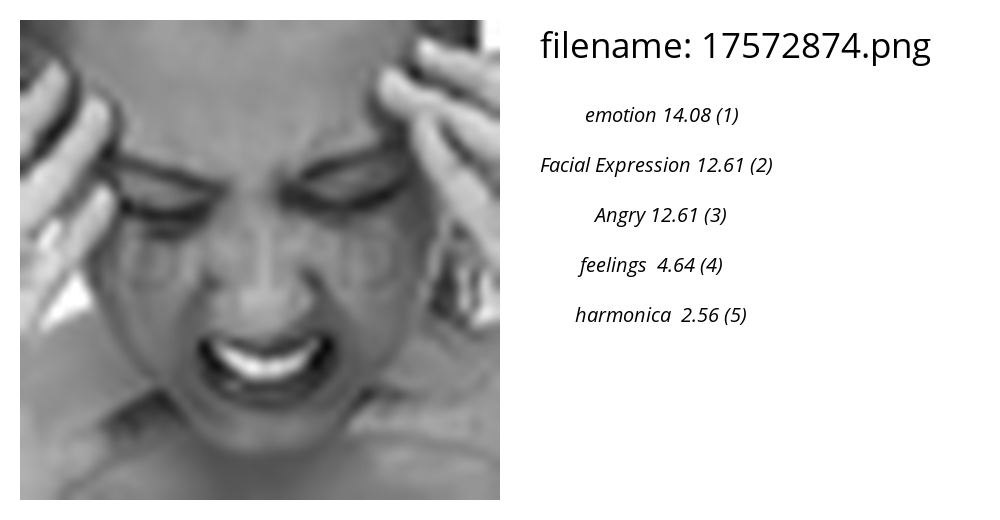 filename: 17572874.png
emotion 14.08 (1)
Facial Expression 12.61 (2)
Angry 12.61 (3)
feelings 4.64 (4)
harmonica 2.56 (5)